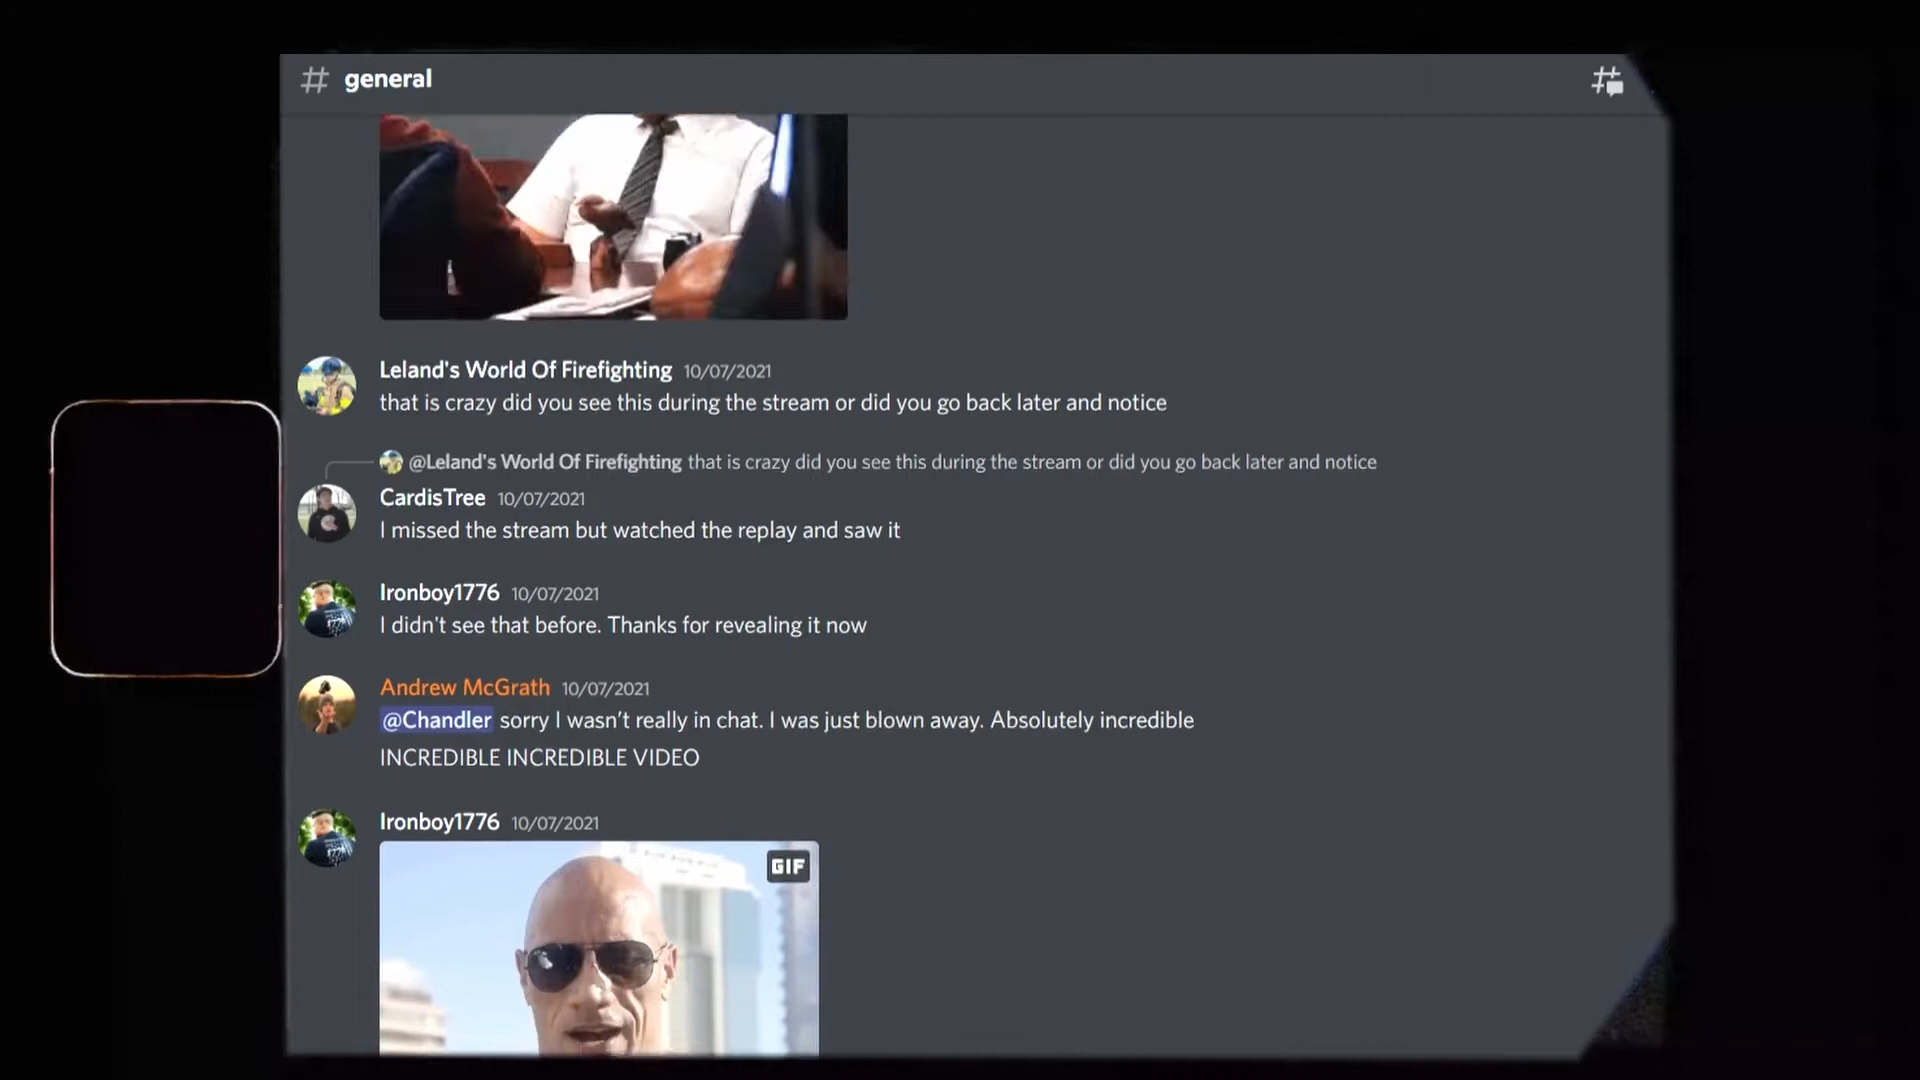 # general
Leland's World Of Firefighting 10/07/2021
that is crazy did you see this during the stream or did you go back later and notice
@Leland's World Of Firefighting that is crazy did you see this during the stream or did you go back later and notice
CardisTree 10/07/2021
I missed the stream but watched the replay and saw it
Ironboy1776 10/07/2021
I didn't see that before. Thanks for revealing it now
Andrew McGrath 10/07/2021
@Chandler sorry I wasn’t really in chat. I was just blown away. Absolutely incredible
INCREDIBLE INCREDIBLE VIDEO
Ironboy1776 10/07/2021
GIF